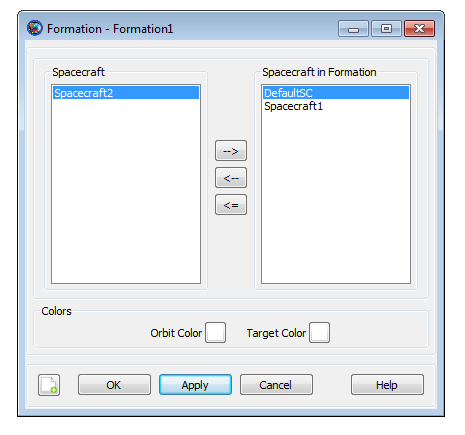 Formation - Formation1
Spacecraft
Spacecraft in Formation
Spacecraft2
DefaultSC
Spacecraft1
-->
<--
<=
Colors
Orbit Color
Target Color
OK
Apply
Cancel
Help